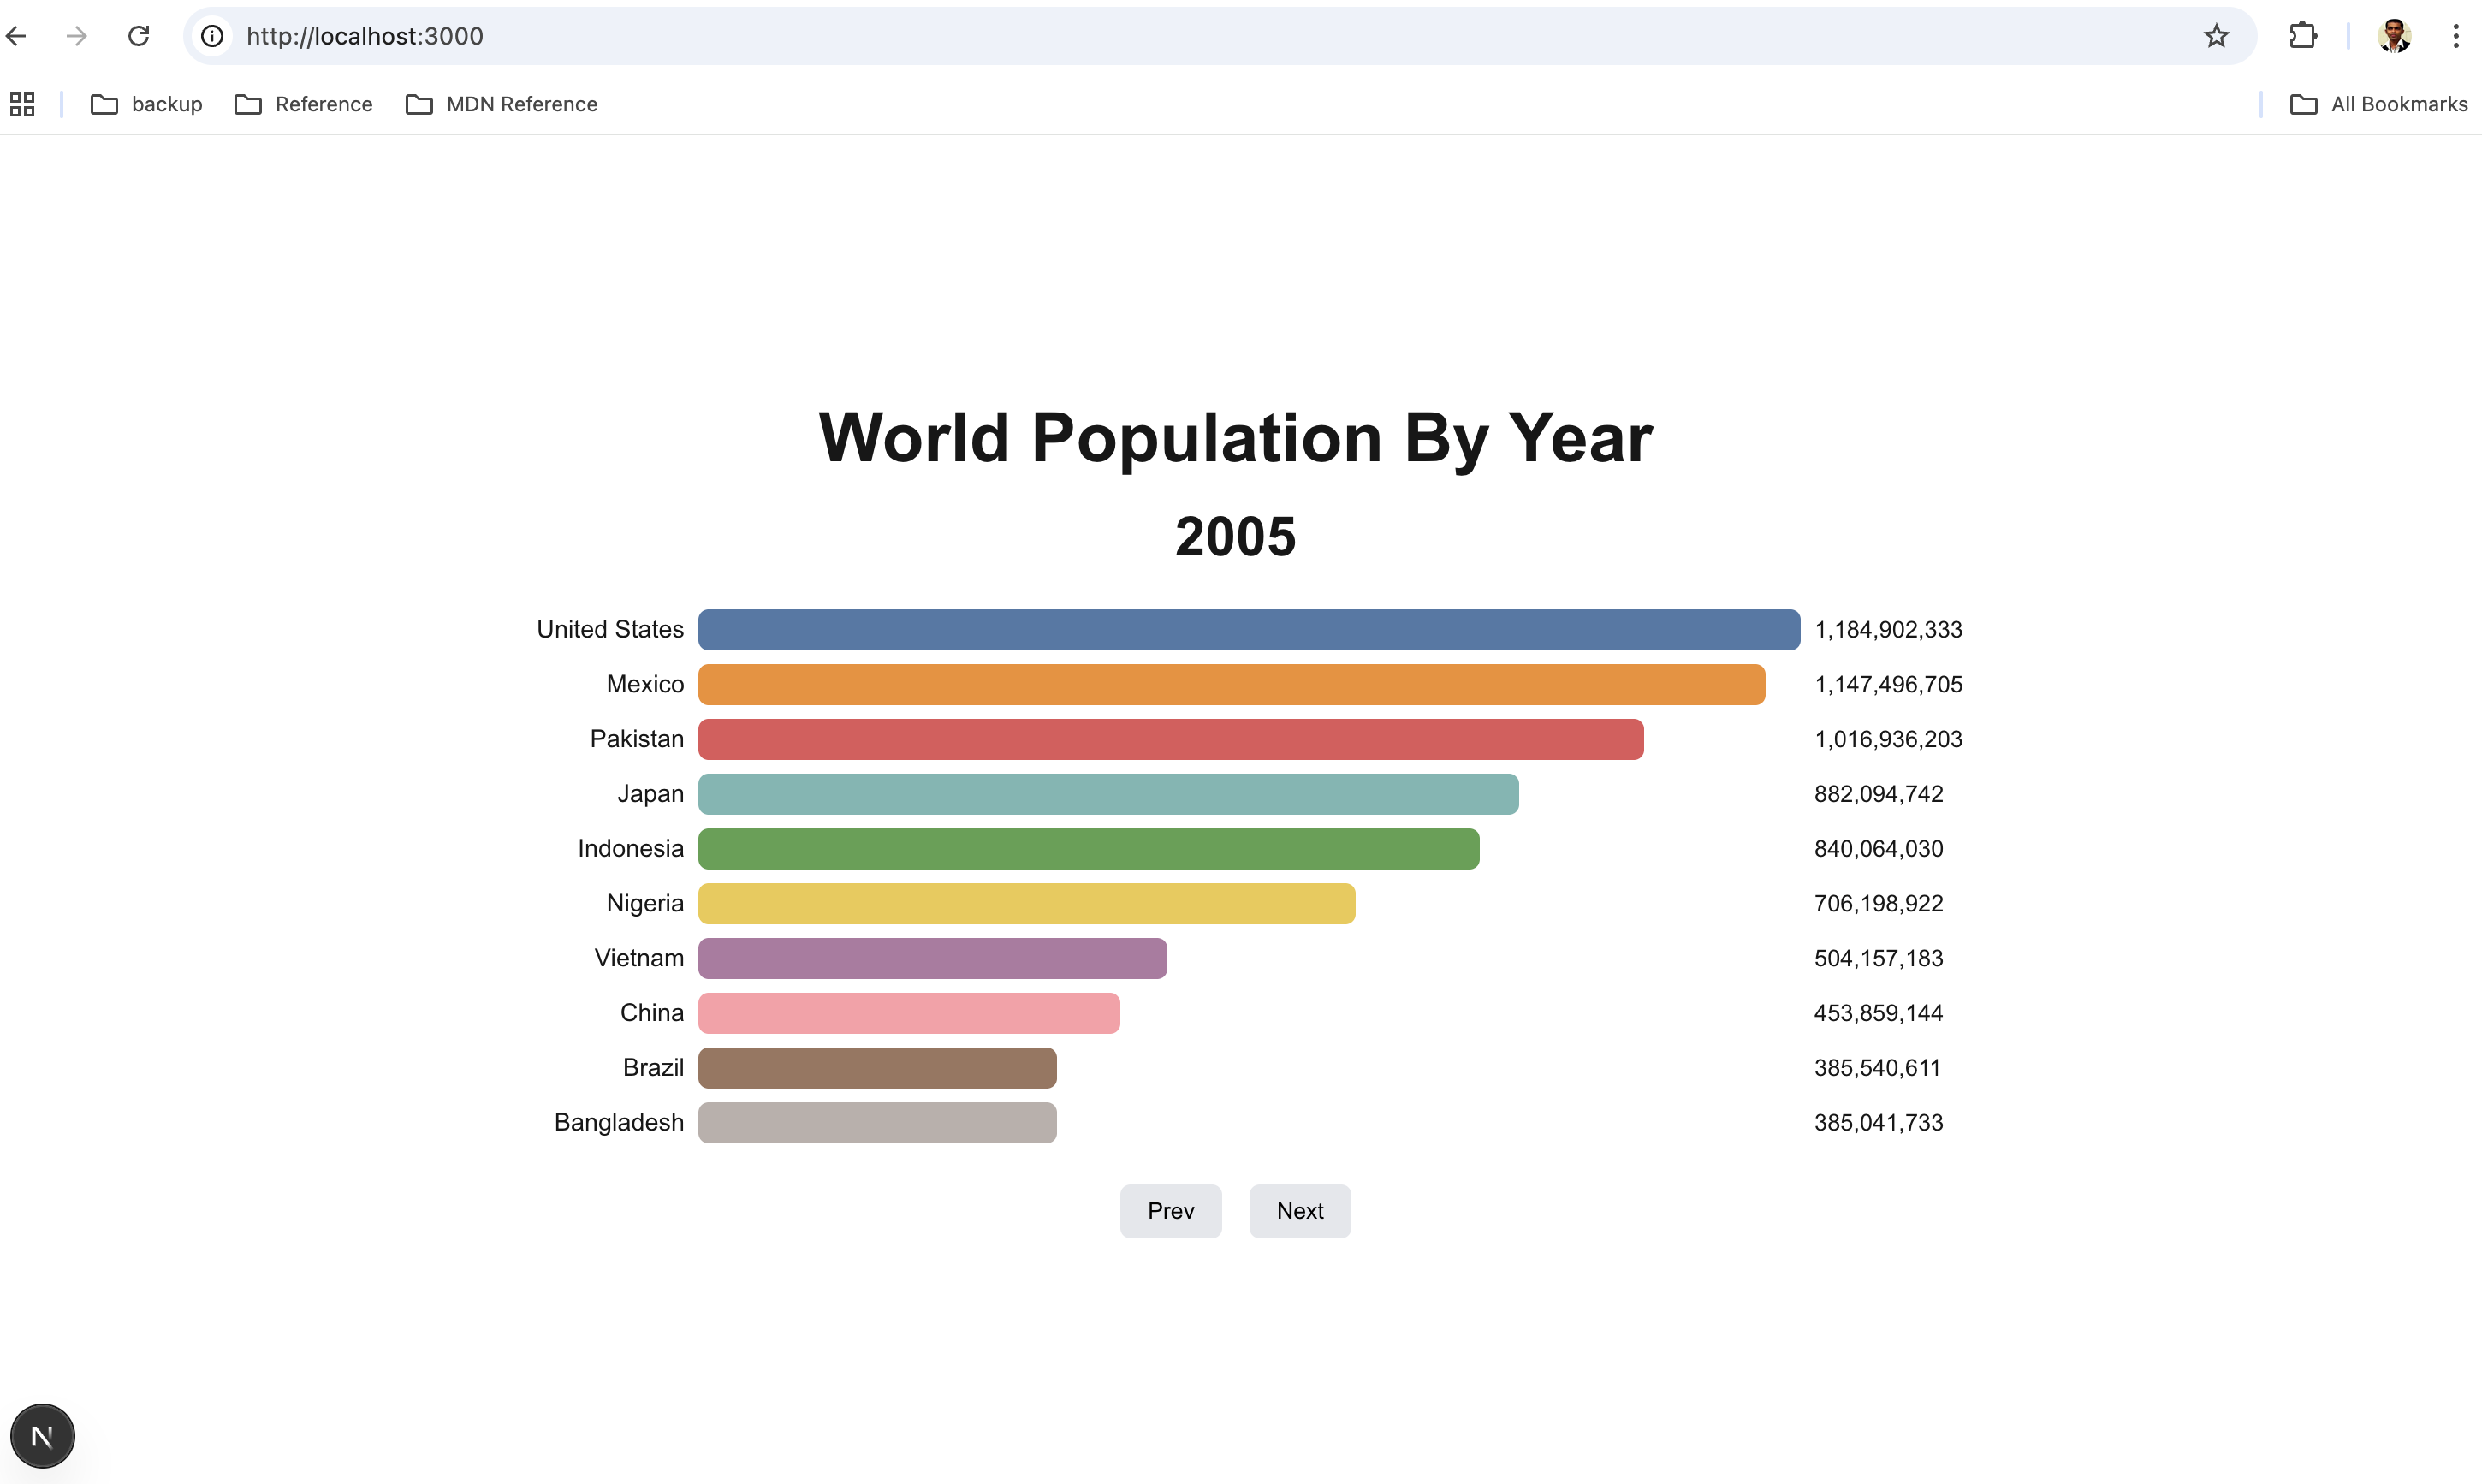 http://localhost:3000
backup Reference MDN Reference All Bookmarks
World Population By Year
2005
United States 1,184,902,333
Mexico 1,147,496,705
Pakistan 1,016,936,203
Japan 882,094,742
Indonesia 840,064,030
Nigeria 706,198,922
Vietnam 504,157,183
China 453,859,144
Brazil 385,540,611
Bangladesh 385,041,733
Prev Next
N